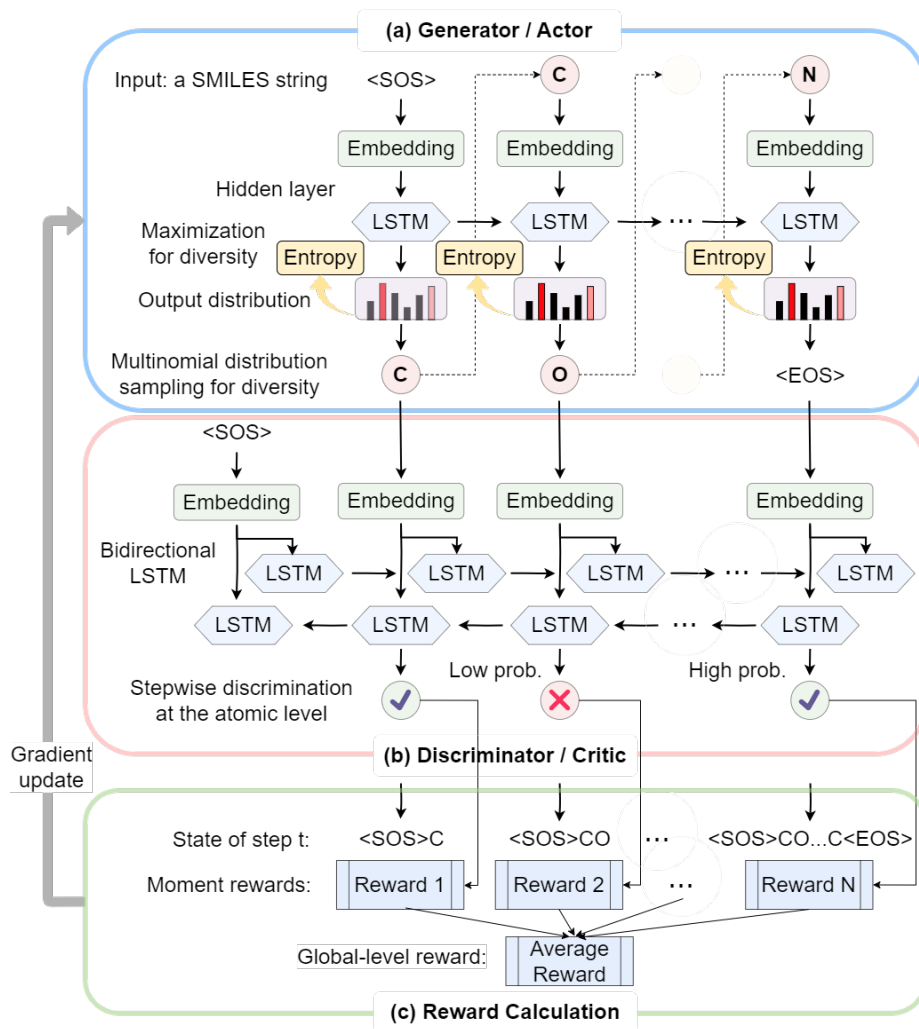 (a) Generator / Actor
Input: a SMILES string
<SOS>
C
N
Embedding
Embedding
Embedding
Hidden layer
LSTM
LSTM
...
LSTM
Maximization
for diversity
Entropy
Entropy
Entropy
Output distribution
Multinomial distribution
sampling for diversity
C
O
<EOS>
<SOS>
Embedding
Embedding
Embedding
Embedding
Bidirectional
LSTM
LSTM
LSTM
LSTM
...
LSTM
LSTM
LSTM
LSTM
...
LSTM
Low prob.
High prob.
Stepwise discrimination
at the atomic level
(b) Discriminator / Critic
Gradient
update
State of step t:
<SOS>C
<SOS>CO
...
<SOS>CO...C<EOS>
Moment rewards:
Reward 1
Reward 2
...
Reward N
Global-level reward:
Average
Reward
(c) Reward Calculation